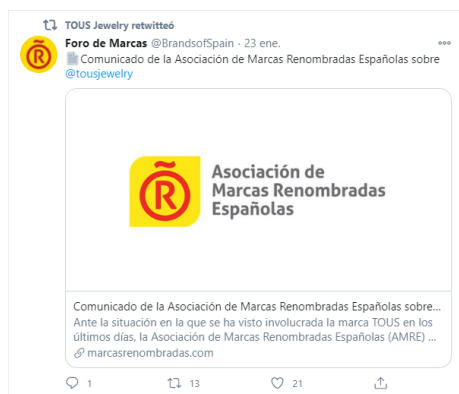 TOUS Jewelry retwitteó
Foro de Marcas @BrandsofSpain · 23 ene.
Comunicado de la Asociación de Marcas Renombradas Españolas sobre
@tousjewelry
R̃
R̃
Asociación de
Marcas Renombradas
Españolas
Comunicado de la Asociación de Marcas Renombradas Españolas sobre...
Ante la situación en la que se ha visto involucrada la marca TOUS en los
últimos días, la Asociación de Marcas Renombradas Españolas (AMRE) ...
marcasrenombradas.com
1 13 21